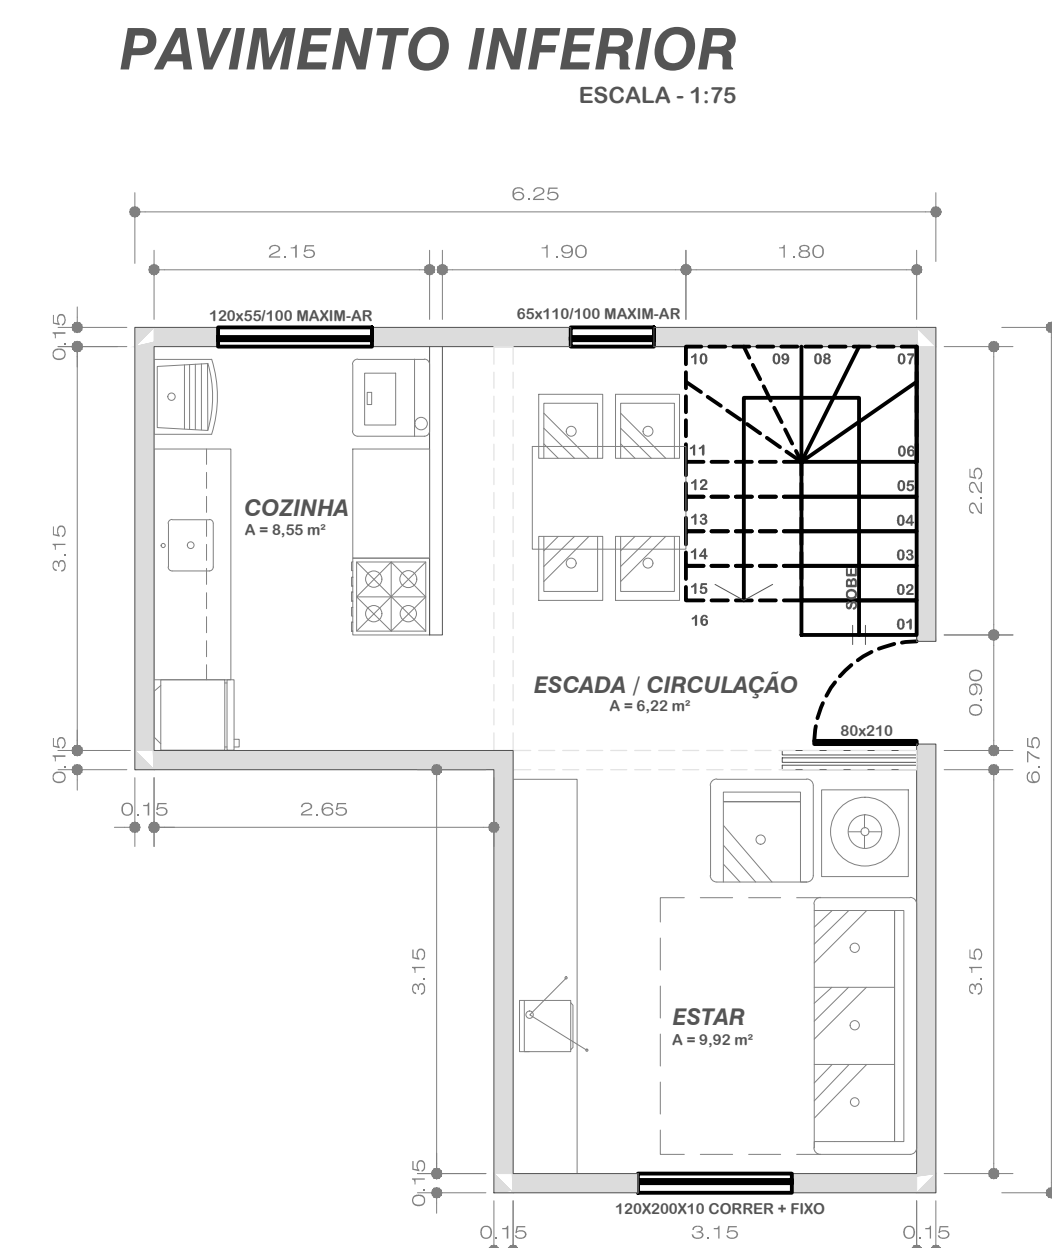 PAVIMENTO INFERIOR
ESCALA - 1:75
6.25
2.15
1.90
1.80
120x55/100 MAXIM-AR
65x110/100 MAXIM-AR
0.15
10
09
08
07
11
06
12
05
13
04
14
03
15
02
16
01
SOBE
COZINHA
A = 8,55 m²
3.15
2.25
ESCADA / CIRCULAÇÃO
A = 6,22 m²
0.90
80x210
0.15
6.75
0.15
2.65
3.15
3.15
ESTAR
A = 9,92 m²
0.15
120X200X10 CORRER + FIXO
0.15
3.15
0.15